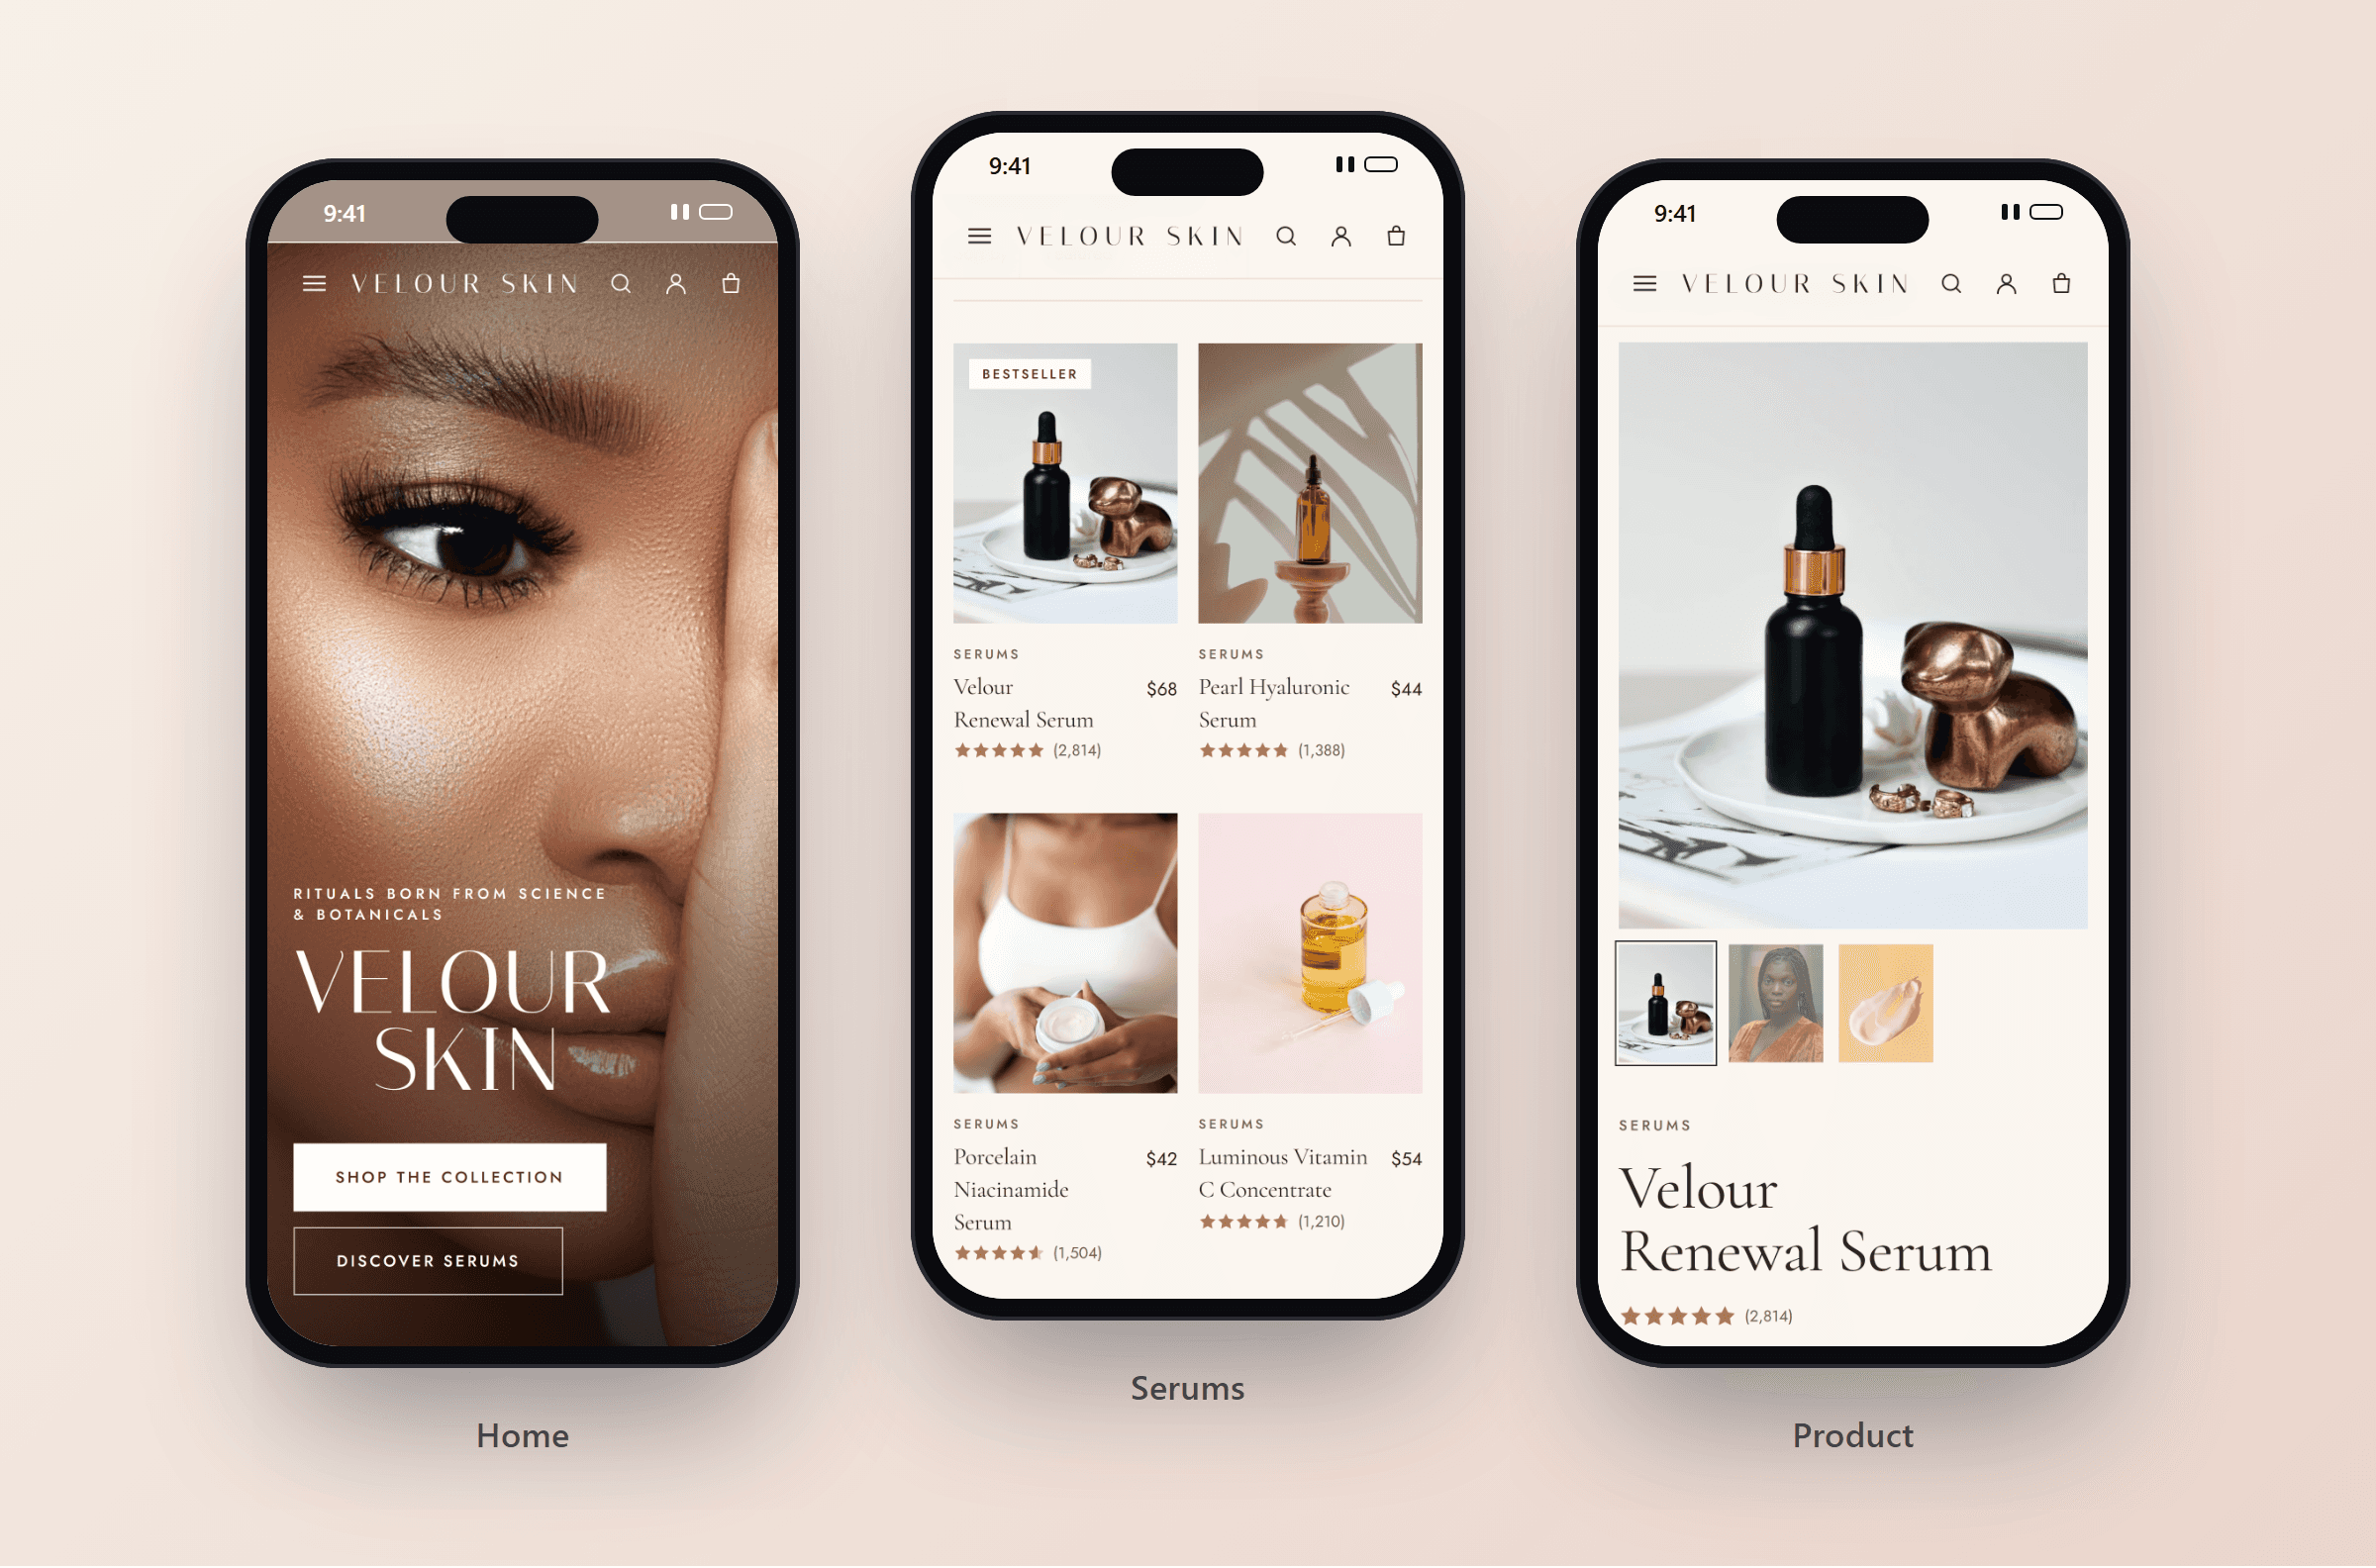 9:41
VELOUR SKIN
RITUALS BORN FROM SCIENCE
& BOTANICALS
VELOUR
SKIN
SHOP THE COLLECTION
DISCOVER SERUMS
Home
9:41
VELOUR SKIN
BESTSELLER
SERUMS
Velour
Renewal Serum
$68
(2,814)
SERUMS
Pearl Hyaluronic
Serum
$44
(1,388)
SERUMS
Porcelain
Niacinamide
Serum
$42
(1,504)
SERUMS
Luminous Vitamin
C Concentrate
$54
(1,210)
Serums
9:41
VELOUR SKIN
SERUMS
Velour
Renewal Serum
(2,814)
Product